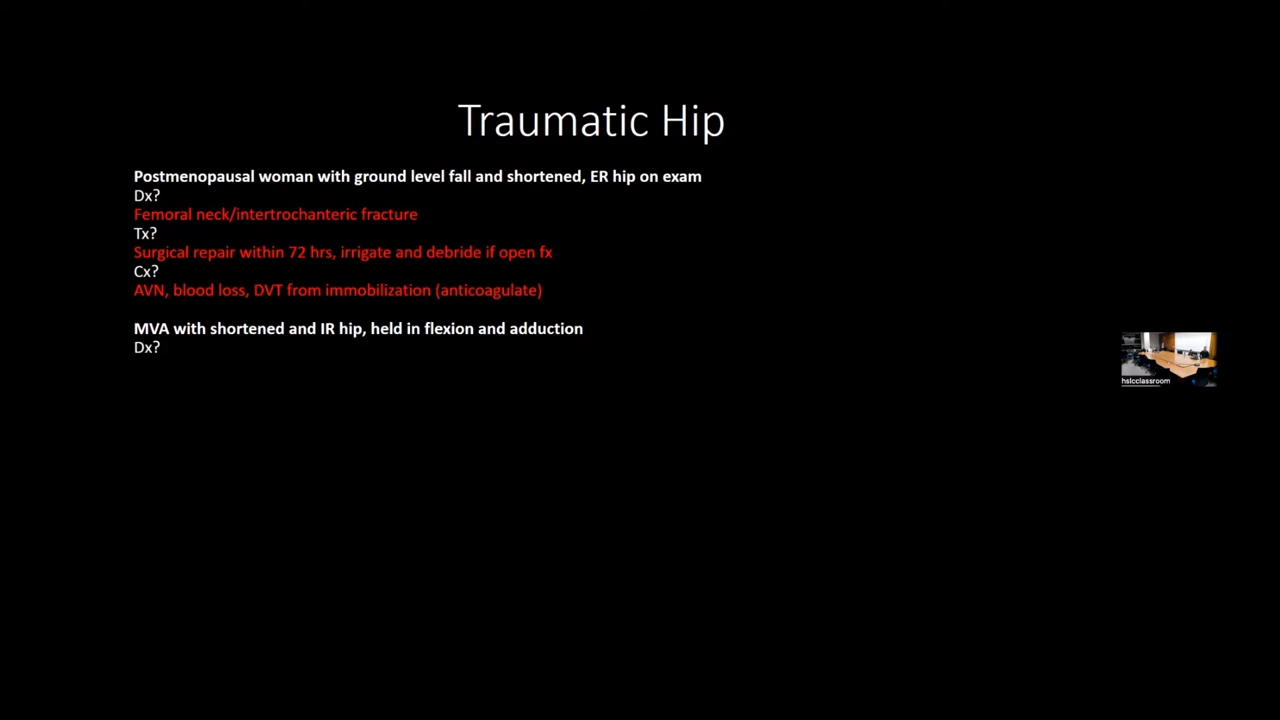 Traumatic Hip
Postmenopausal woman with ground level fall and shortened, ER hip on exam
Dx?
Femoral neck/intertrochanteric fracture
Tx?
Surgical repair within 72 hrs, irrigate and debride if open fx
Cx?
AVN, blood loss, DVT from immobilization (anticoagulate)
MVA with shortened and IR hip, held in flexion and adduction
Dx?
hslcclassroom